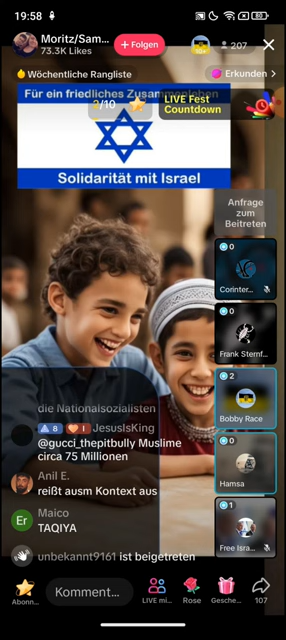 19:58
80
Moritz/Sam...
73.3K Likes
+ Folgen
207
Wöchentliche Rangliste
Erkunden >
Für ein friedliches Zusammenleben
2/10
LIVE Fest
Countdown
Solidarität mit Israel
Anfrage
zum
Beitreten
0
Corinter...
0
Frank Sternf...
2
Bobby Race
0
Hamsa
1
Free Isra...
die Nationalsozialisten
8 I JesusIsKing
@gucci_thepitbully Muslime
circa 75 Millionen
Anil E.
reißt ausm Kontext aus
Er
Maico
TAQIYA
unbekannt9161 ist beigetreten
Abonn...
Komment...
LIVE mi...
Rose
Gesche...
107